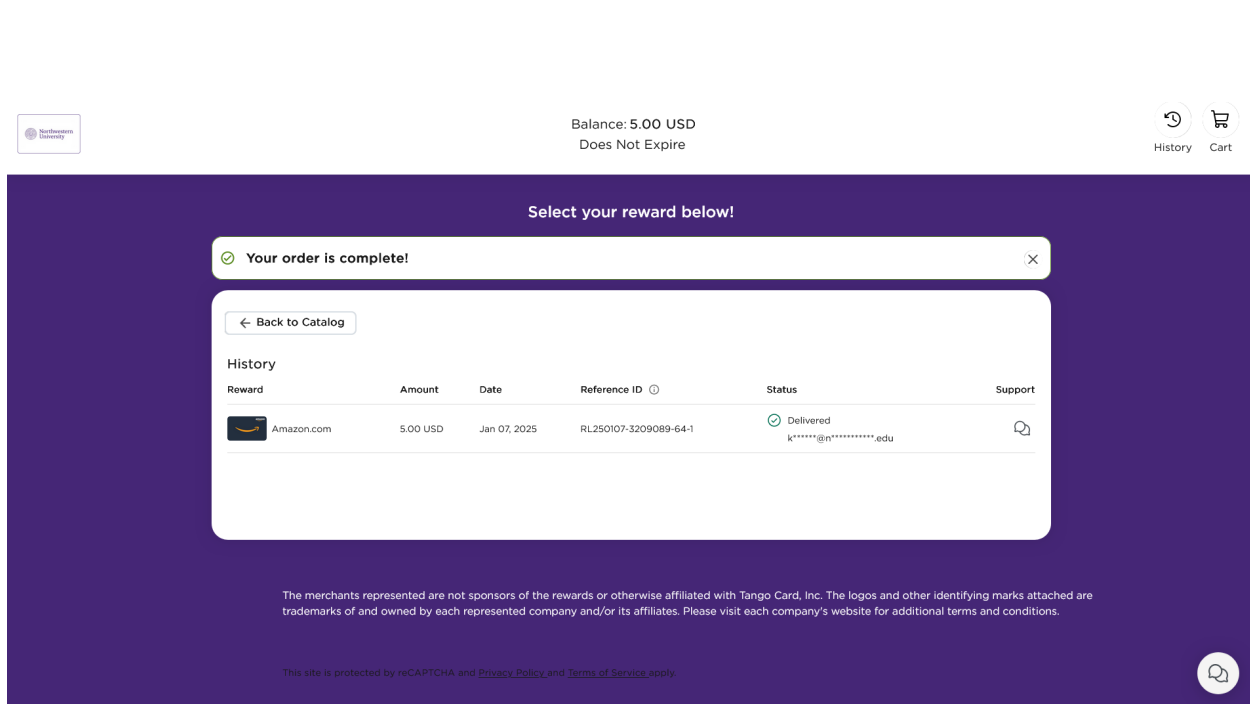 Northwestern
University
Balance: 5.00 USD
Does Not Expire
History
Cart
Select your reward below!
Your order is complete!
Back to Catalog
History
Reward Amount Date Reference ID Status Support
Amazon.com 5.00 USD Jan 07, 2025 RL250107-3209089-64-1 Delivered
k******@n***********.edu
The merchants represented are not sponsors of the rewards or otherwise affiliated with Tango Card, Inc. The logos and other identifying marks attached are
trademarks of and owned by each represented company and/or its affiliates. Please visit each company's website for additional terms and conditions.
This site is protected by reCAPTCHA and Privacy Policy and Terms of Service apply.